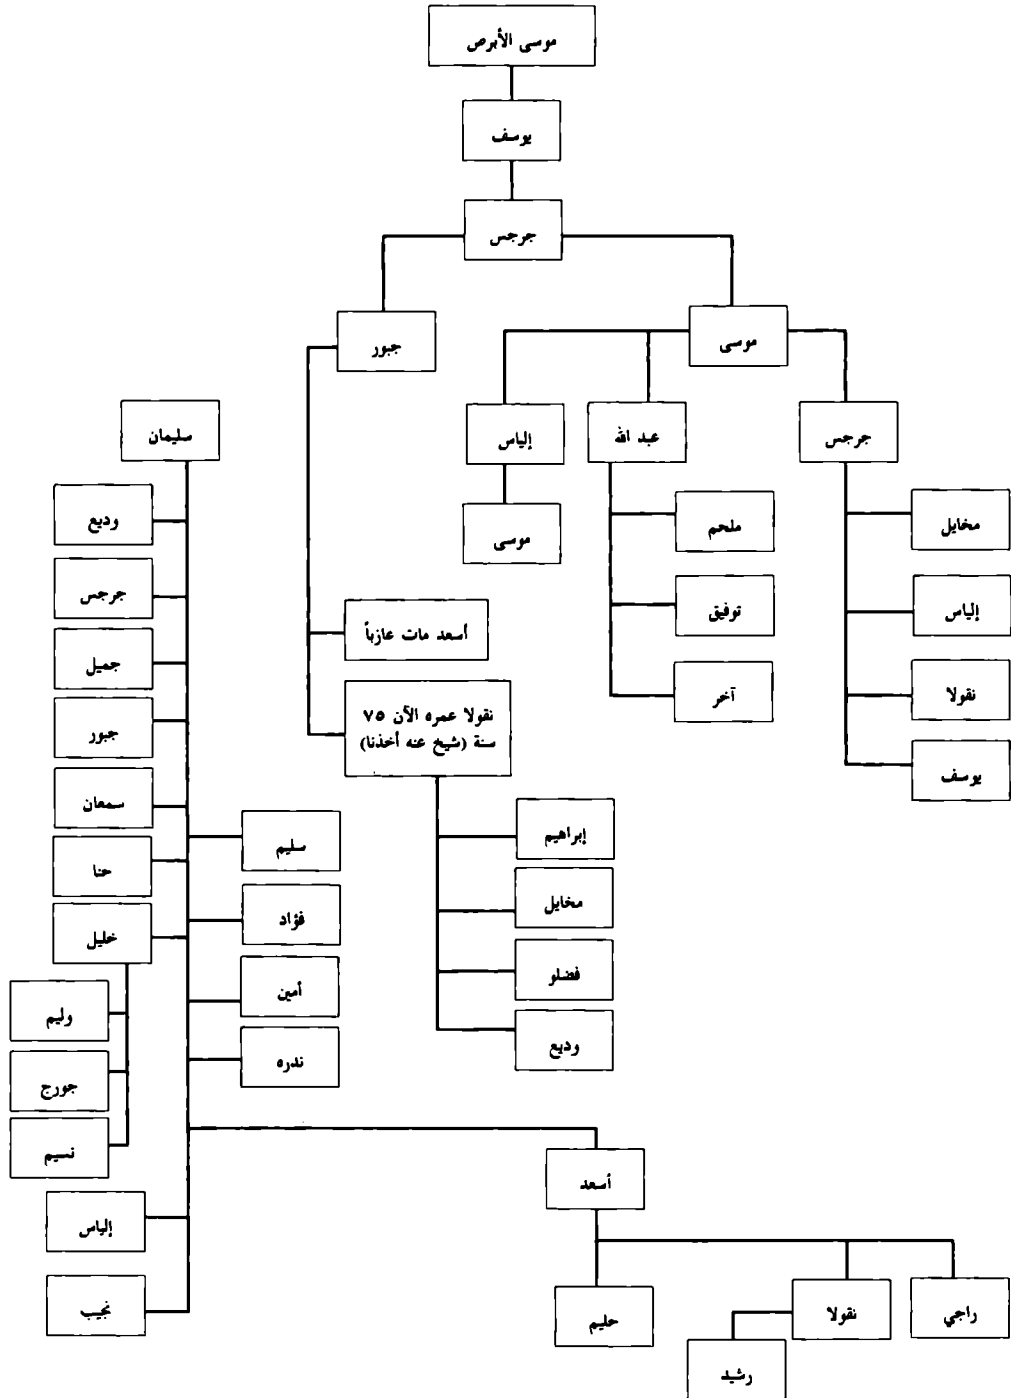 موسى الأبرص
يوسف
جرجس
جبور
موسى
إلياس
عبد الله
جرجس
سليمان
موسى
ملحم
توفيق
آخر
مخايل
إلياس
نقولا
يوسف
أسعد مات عازباً
نقولا عمره الآن ٧٥
سنة (شيخ عنه أخذنا)
إبراهيم
مخايل
فضلو
وديع
وديع
جرجس
جميل
جبور
سمعان
حنا
خليل
وليم
جورج
نسيم
سليم
فؤاد
أمين
ندره
إلياس
نجيب
أسعد
راجي
نقولا
حليم
رشيد